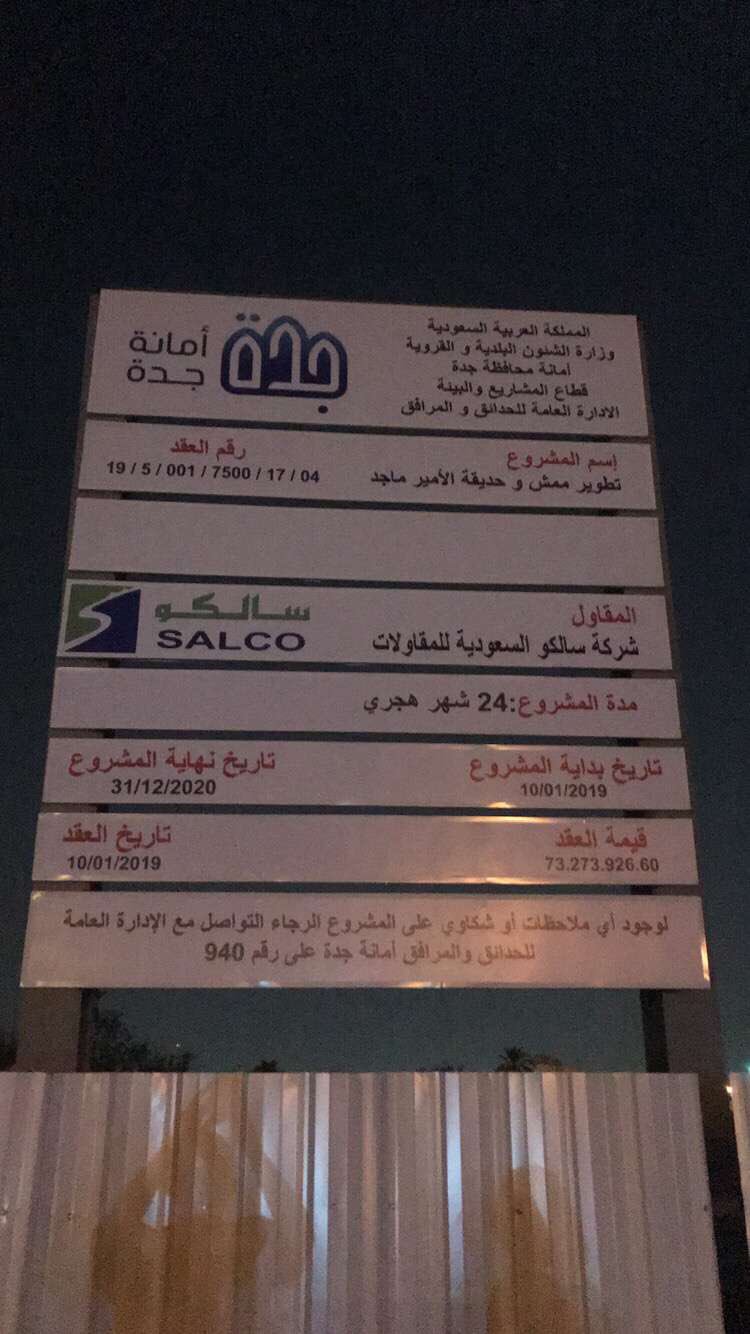 المملكة العربية السعودية
وزارة الشئون البلدية و القروية
أمانة محافظة جدة
قطاع المشاريع والبيئة
الادارة العامة للحدائق و المرافق
جدة
أمانة
جدة
إسم المشروع
تطوير ممش و حديقة الأمير ماجد
رقم العقد
19 / 5 / 001 / 7500 / 17 / 04
المقاول
شركة سالكو السعودية للمقاولات
سالكو
SALCO
مدة المشروع:24 شهر هجري
تاريخ بداية المشروع
10/01/2019
تاريخ نهاية المشروع
31/12/2020
قيمة العقد
73.273.926.60
تاريخ العقد
10/01/2019
لوجود أي ملاحظات أو شكاوي على المشروع الرجاء التواصل مع الإدارة العامة
للحدائق والمرافق أمانة جدة على رقم 940